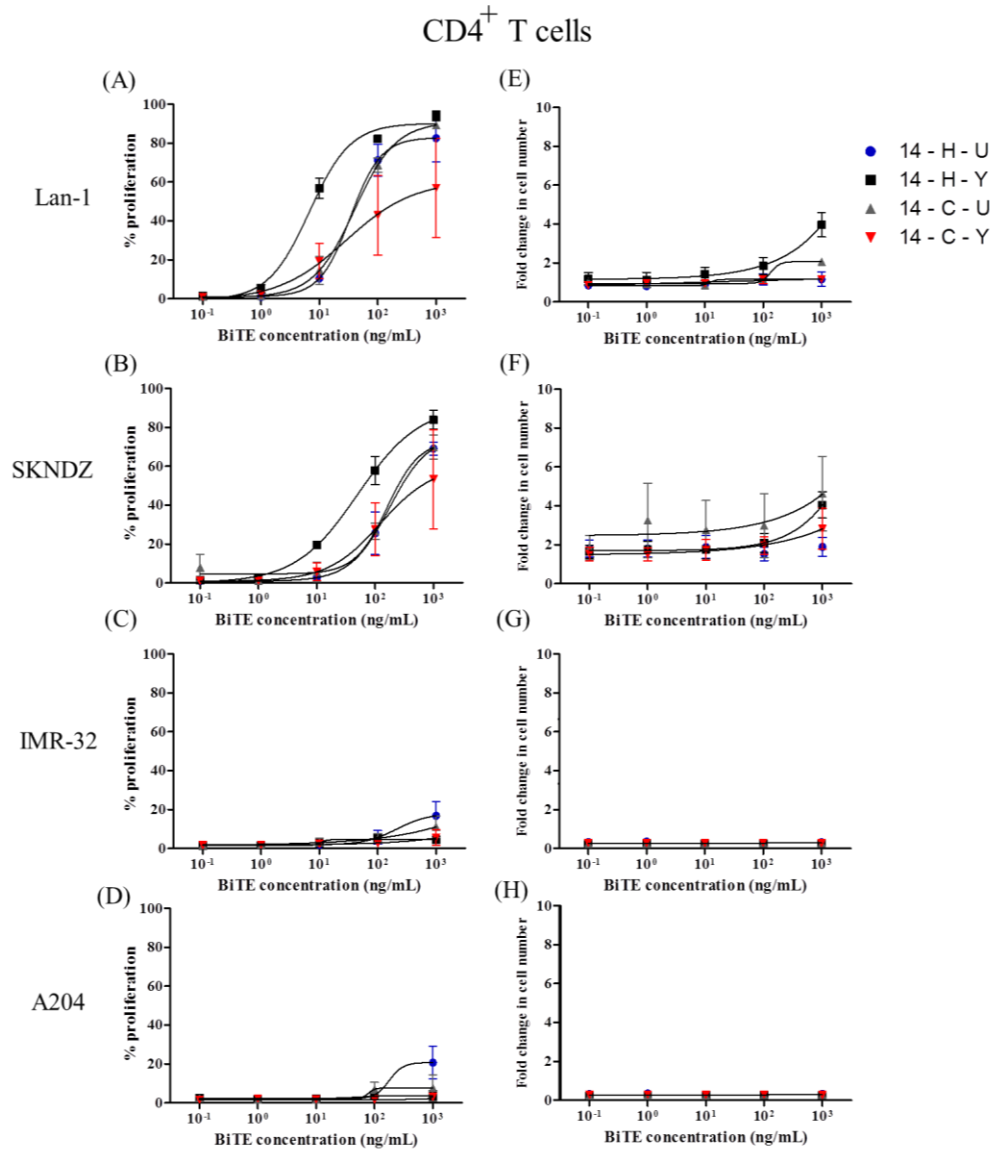 CD4⁺ T cells
(A)
(E)
Lan-1
% proliferation
100
80
60
40
20
0
10⁻¹ 10⁰ 10¹ 10² 10³
BiTE concentration (ng/mL)
Fold change in cell number
10
8
6
4
2
0
10⁻¹ 10⁰ 10¹ 10² 10³
BiTE concentration (ng/mL)
14 - H - U
14 - H - Y
14 - C - U
14 - C - Y
(B)
(F)
SKNDZ
% proliferation
100
80
60
40
20
0
10⁻¹ 10⁰ 10¹ 10² 10³
BiTE concentration (ng/mL)
Fold change in cell number
10
8
6
4
2
0
10⁻¹ 10⁰ 10¹ 10² 10³
BiTE concentration (ng/mL)
(C)
(G)
IMR-32
% proliferation
100
80
60
40
20
0
10⁻¹ 10⁰ 10¹ 10² 10³
BiTE concentration (ng/mL)
Fold change in cell number
10
8
6
4
2
0
10⁻¹ 10⁰ 10¹ 10² 10³
BiTE concentration (ng/mL)
(D)
(H)
A204
% proliferation
100
80
60
40
20
0
10⁻¹ 10⁰ 10¹ 10² 10³
BiTE concentration (ng/mL)
Fold change in cell number
10
8
6
4
2
0
10⁻¹ 10⁰ 10¹ 10² 10³
BiTE concentration (ng/mL)